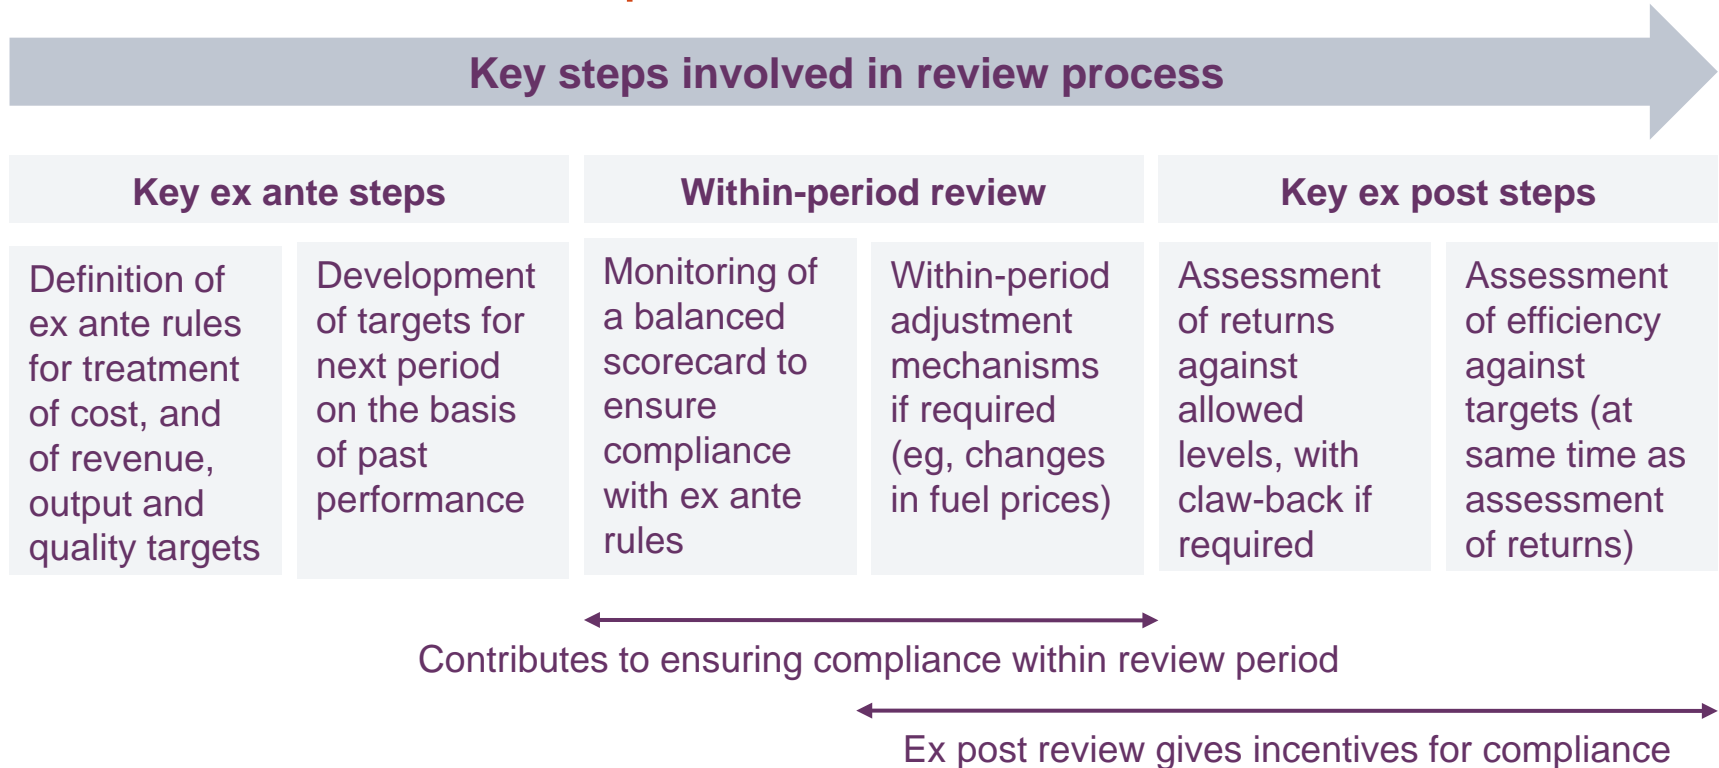 Key steps involved in review process
Key ex ante steps
Within-period review
Key ex post steps
Definition of
ex ante rules
for treatment
of cost, and
of revenue,
output and
quality targets
Development
of targets for
next period
on the basis
of past
performance
Monitoring of
a balanced
scorecard to
ensure
compliance
with ex ante
rules
Within-period
adjustment
mechanisms
if required
(eg, changes
in fuel prices)
Assessment
of returns
against
allowed
levels, with
claw-back if
required
Assessment
of efficiency
against
targets (at
same time as
assessment
of returns)
Contributes to ensuring compliance within review period
Ex post review gives incentives for compliance